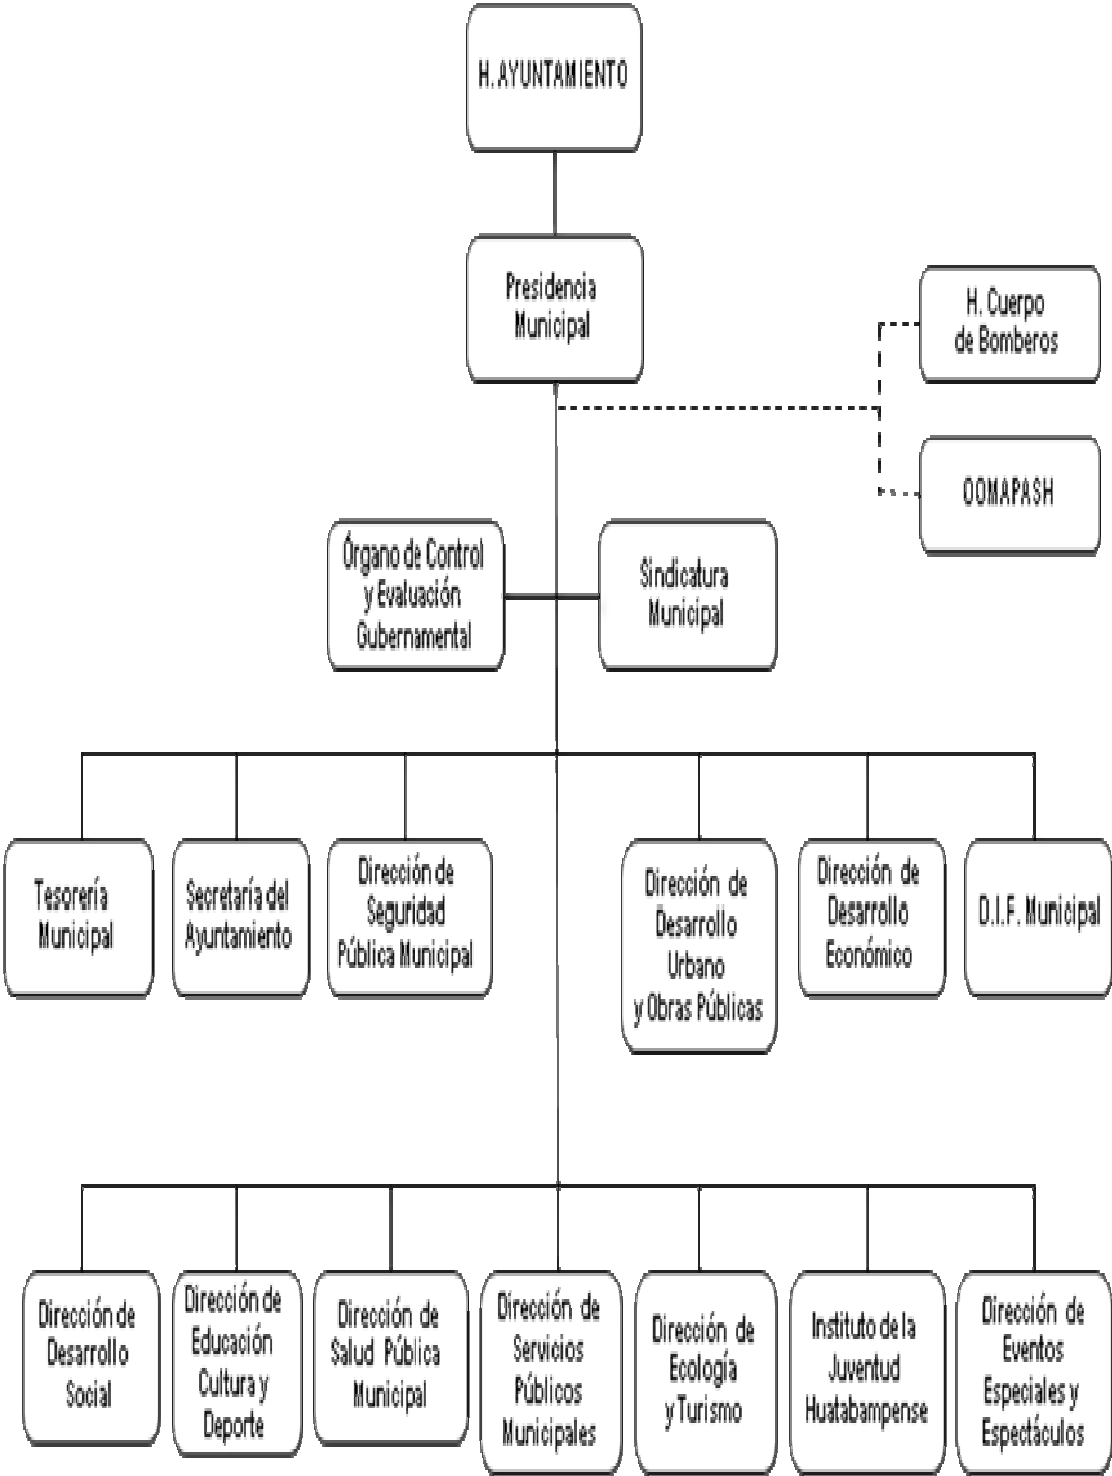 H. AYUNTAMIENTO
Presidencia
Municipal
H. Cuerpo
de Bomberos
OOMAPASH
Órgano de Control
y Evaluación
Gubernamental
Sindicatura
Municipal
Tesorería
Municipal
Secretaría del
Ayuntamiento
Dirección de
Seguridad
Pública Municipal
Dirección de
Desarrollo
Urbano
y Obras Públicas
Dirección de
Desarrollo
Económico
D.I.F. Municipal
Dirección de
Desarrollo
Social
Dirección de
Educación
Cultura y
Deporte
Dirección de
Salud Pública
Municipal
Dirección de
Servicios
Públicos
Municipales
Dirección de
Ecología
y Turismo
Instituto de la
Juventud
Huatabampense
Dirección de
Eventos
Especiales y
Espectáculos